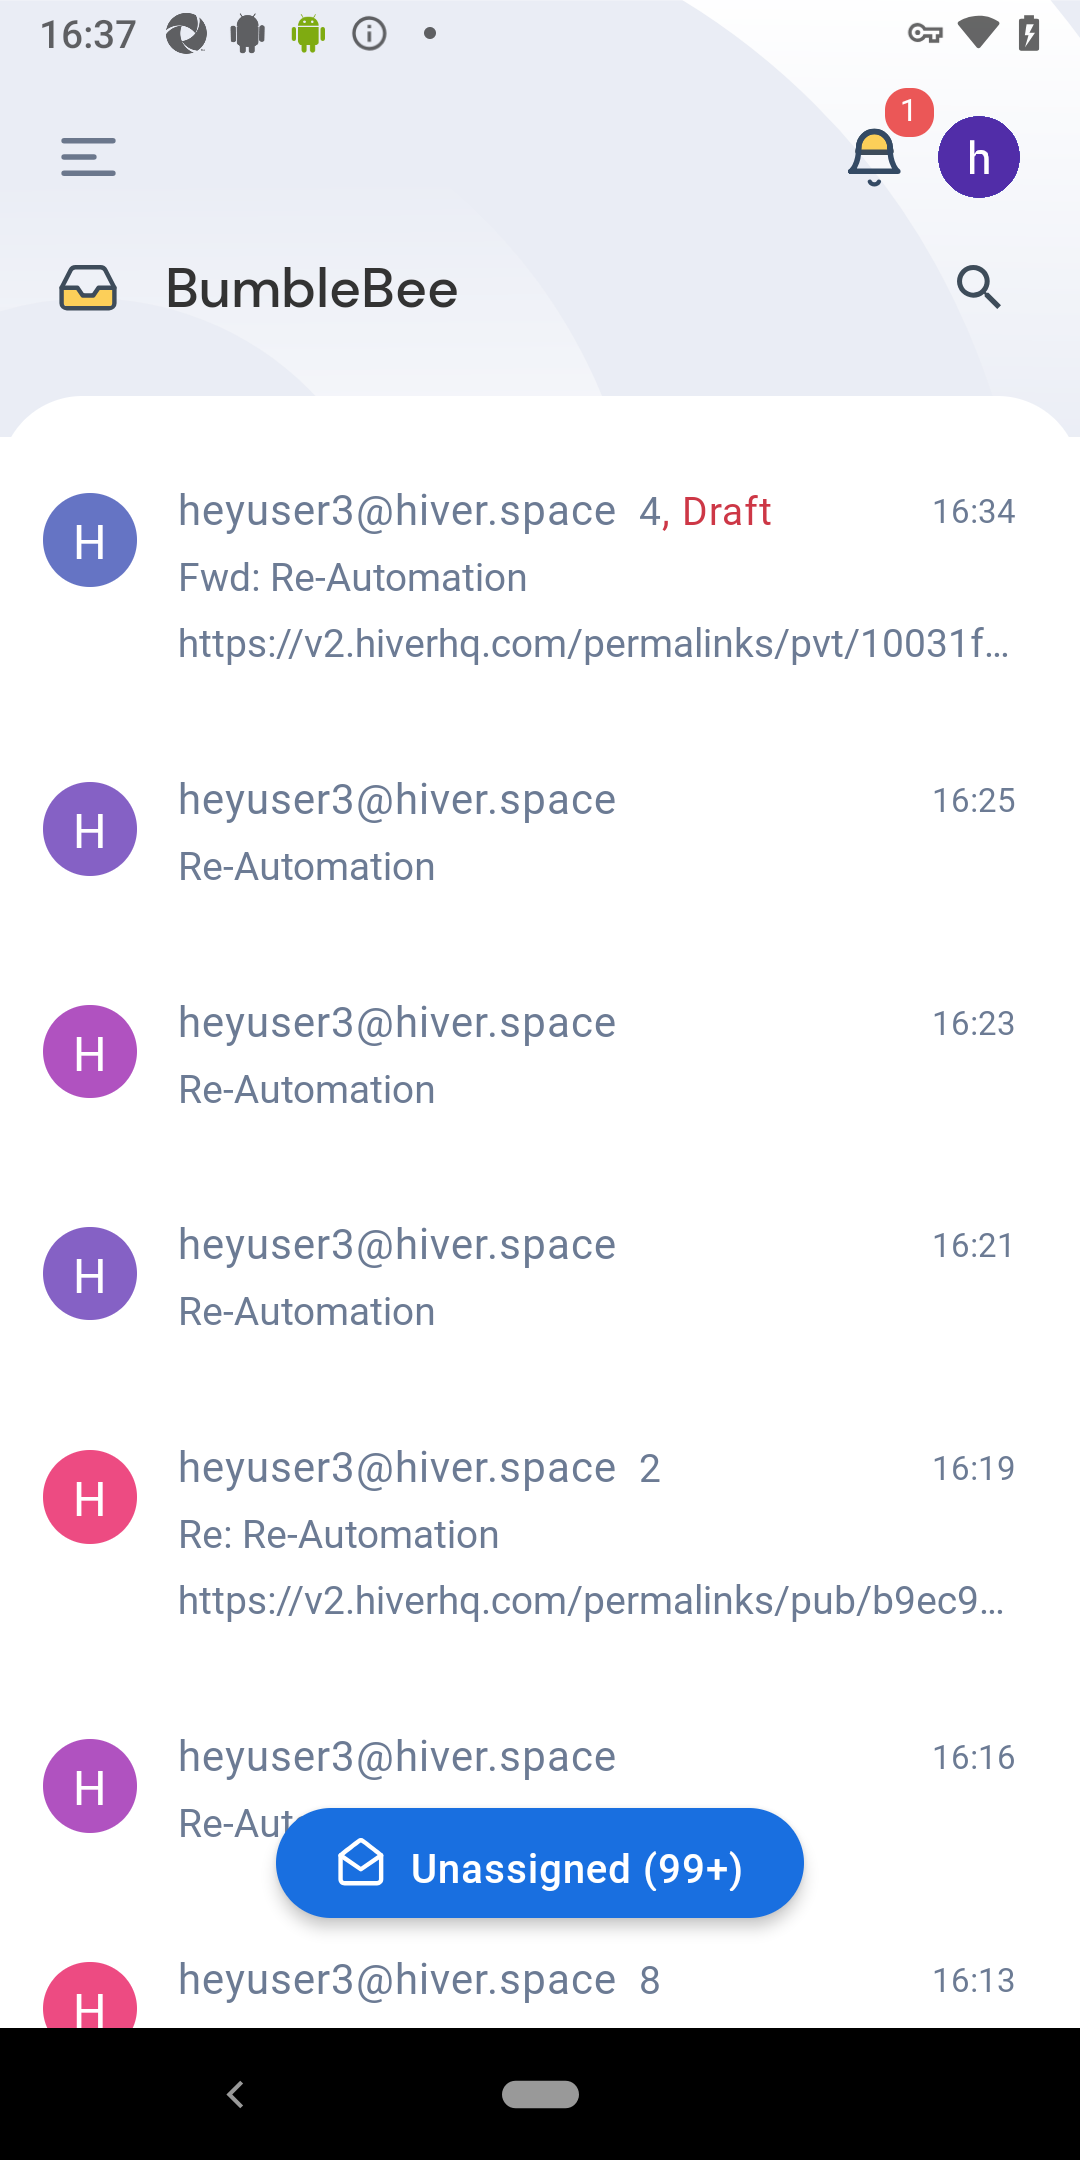 16:37
1
h
BumbleBee
H heyuser3@hiver.space 4, Draft 16:34
Fwd: Re-Automation
https://v2.hiverhq.com/permalinks/pvt/10031f...
H heyuser3@hiver.space 16:25
Re-Automation
H heyuser3@hiver.space 16:23
Re-Automation
H heyuser3@hiver.space 16:21
Re-Automation
H heyuser3@hiver.space 2 16:19
Re: Re-Automation
https://v2.hiverhq.com/permalinks/pub/b9ec9...
H heyuser3@hiver.space 16:16
Re-Aut
Unassigned (99+)
H heyuser3@hiver.space 8 16:13